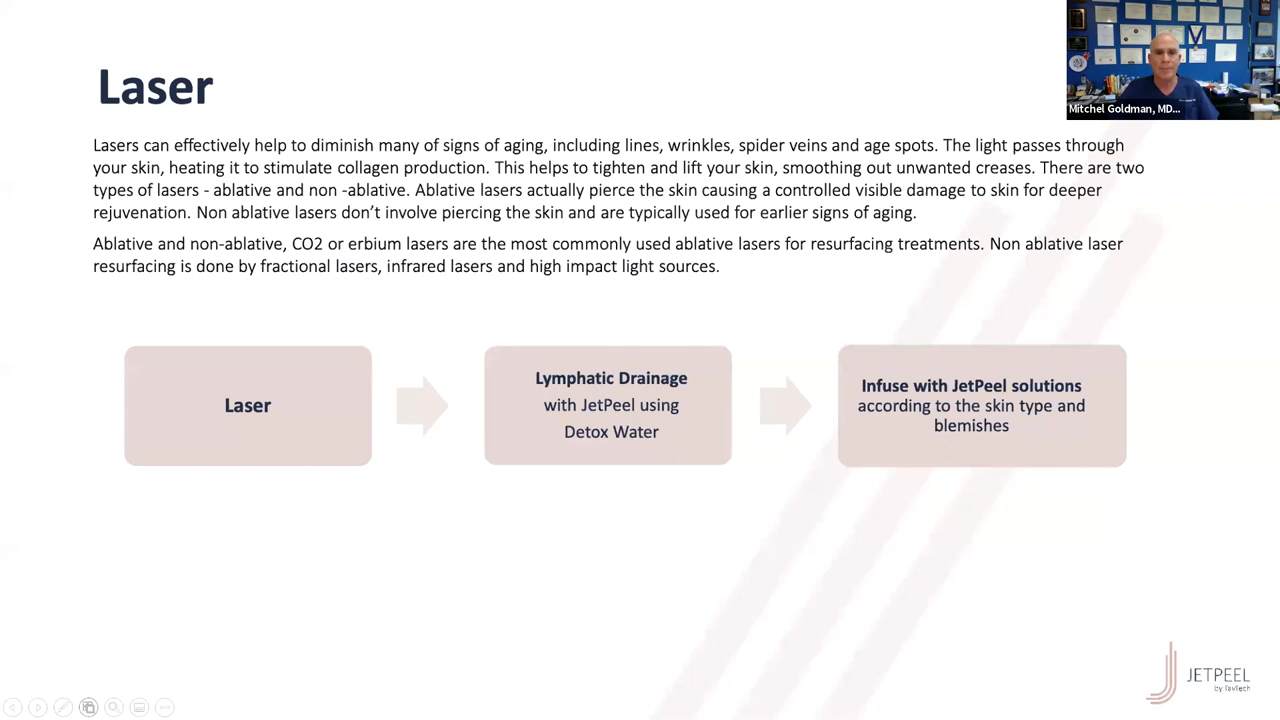 Laser
Mitchel Goldman, MD...
Lasers can effectively help to diminish many of signs of aging, including lines, wrinkles, spider veins and age spots. The light passes through
your skin, heating it to stimulate collagen production. This helps to tighten and lift your skin, smoothing out unwanted creases. There are two
types of lasers - ablative and non -ablative. Ablative lasers actually pierce the skin causing a controlled visible damage to skin for deeper
rejuvenation. Non ablative lasers don't involve piercing the skin and are typically used for earlier signs of aging.
Ablative and non-ablative, CO2 or erbium lasers are the most commonly used ablative lasers for resurfacing treatments. Non ablative laser
resurfacing is done by fractional lasers, infrared lasers and high impact light sources.
Laser
Lymphatic Drainage
with JetPeel using
Detox Water
Infuse with JetPeel solutions
according to the skin type and
blemishes
JETPEEL
by TavTech